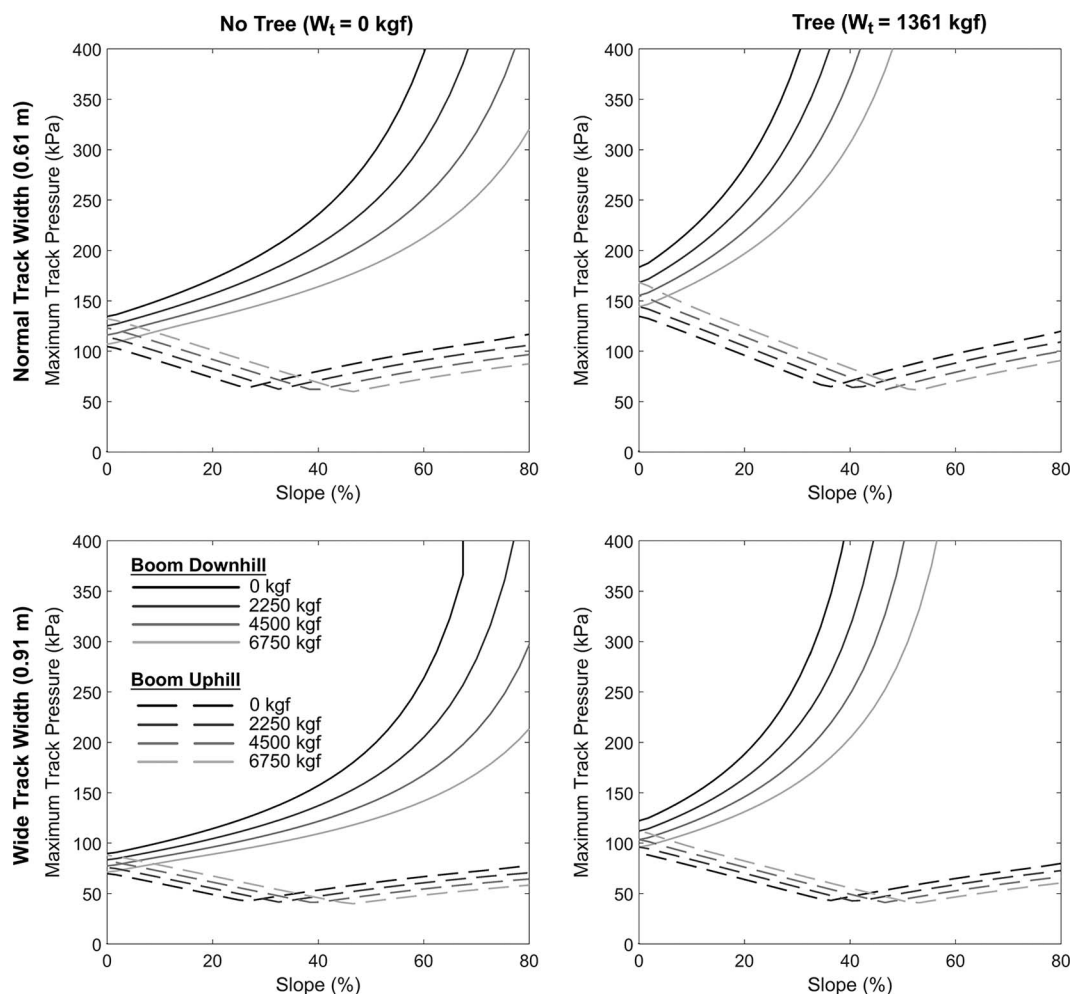 No Tree (Wt = 0 kgf)
Tree (Wt = 1361 kgf)
Normal Track Width (0.61 m)
Maximum Track Pressure (kPa)
400
350
300
250
200
150
100
50
0
0 20 40 60 80
Slope (%)
Maximum Track Pressure (kPa)
400
350
300
250
200
150
100
50
0
0 20 40 60 80
Slope (%)
Wide Track Width (0.91 m)
Maximum Track Pressure (kPa)
400
350
300
250
200
150
100
50
0
0 20 40 60 80
Slope (%)
Boom Downhill
0 kgf
2250 kgf
4500 kgf
6750 kgf
Boom Uphill
0 kgf
2250 kgf
4500 kgf
6750 kgf
Maximum Track Pressure (kPa)
400
350
300
250
200
150
100
50
0
0 20 40 60 80
Slope (%)